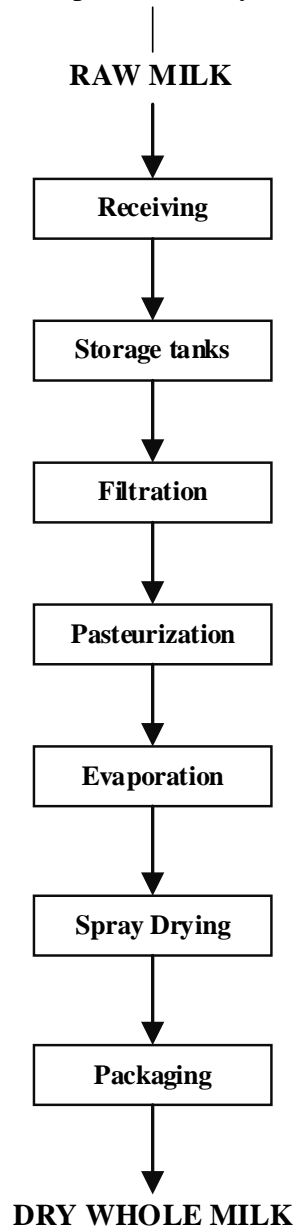 RAW MILK
Receiving
Storage tanks
Filtration
Pasteurization
Evaporation
Spray Drying
Packaging
DRY WHOLE MILK